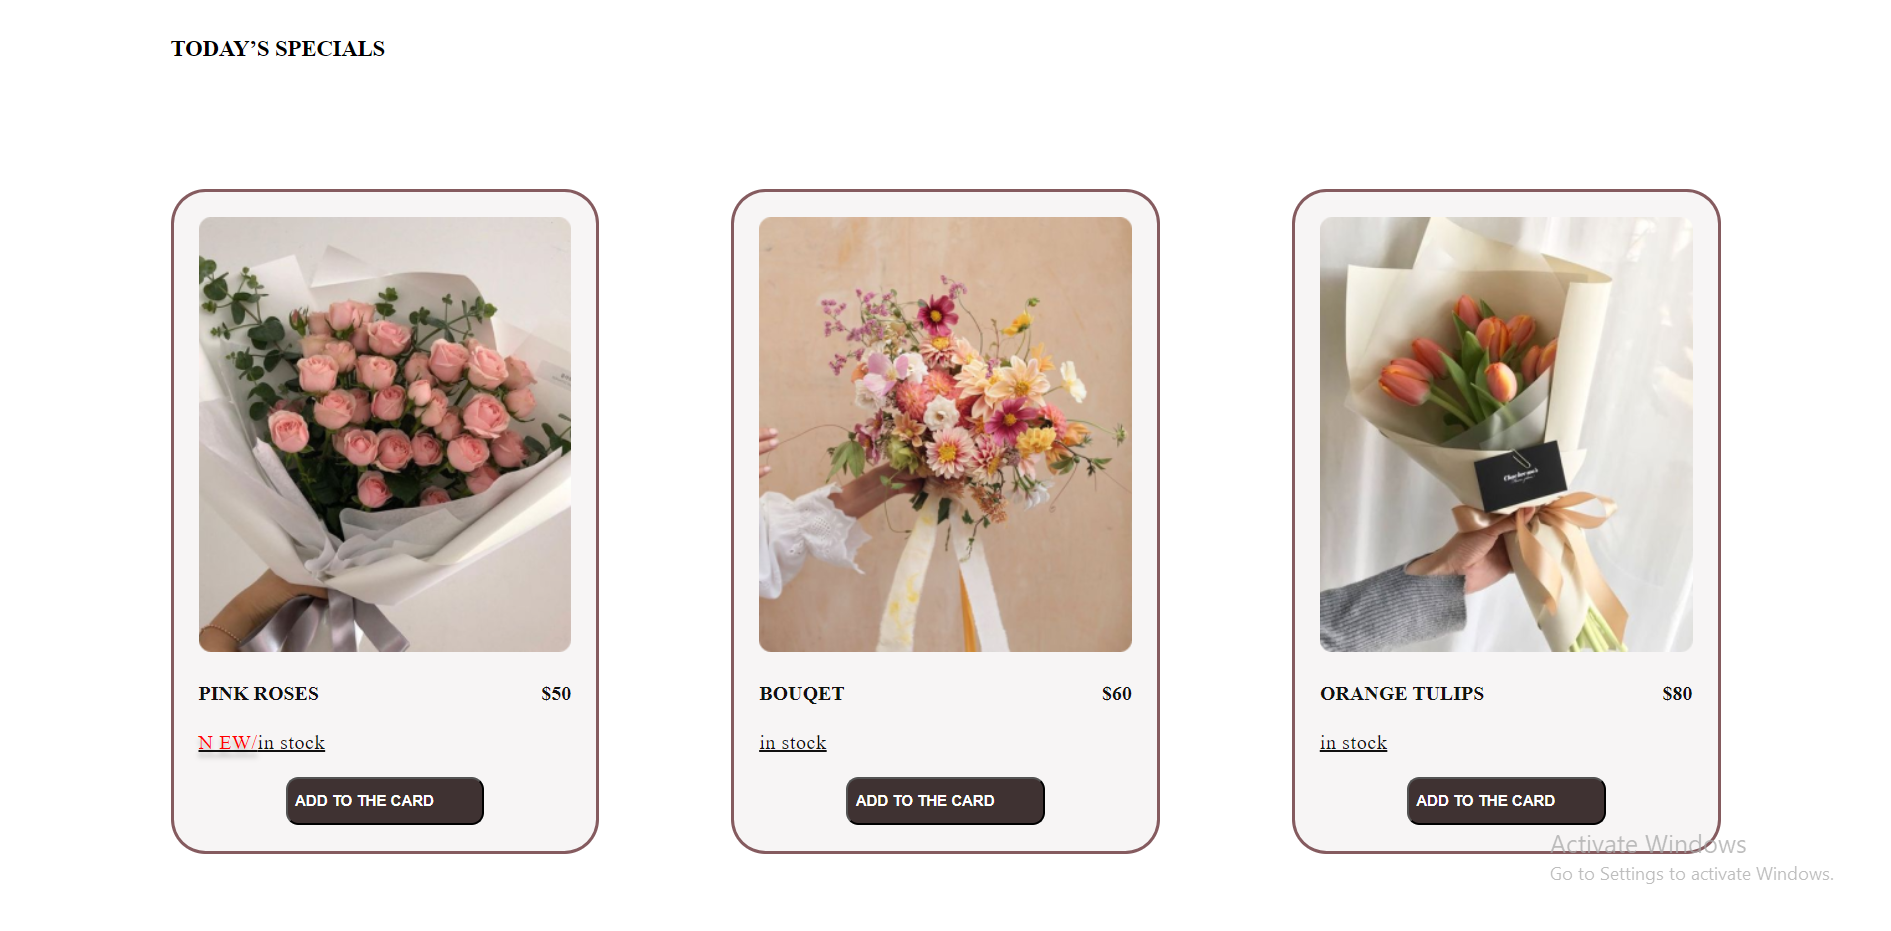 TODAY’S SPECIALS
PINK ROSES $50
N EW/in stock
ADD TO THE CARD
BOUQET $60
in stock
ADD TO THE CARD
ORANGE TULIPS $80
in stock
ADD TO THE CARD
Activate Windows
Go to Settings to activate Windows.